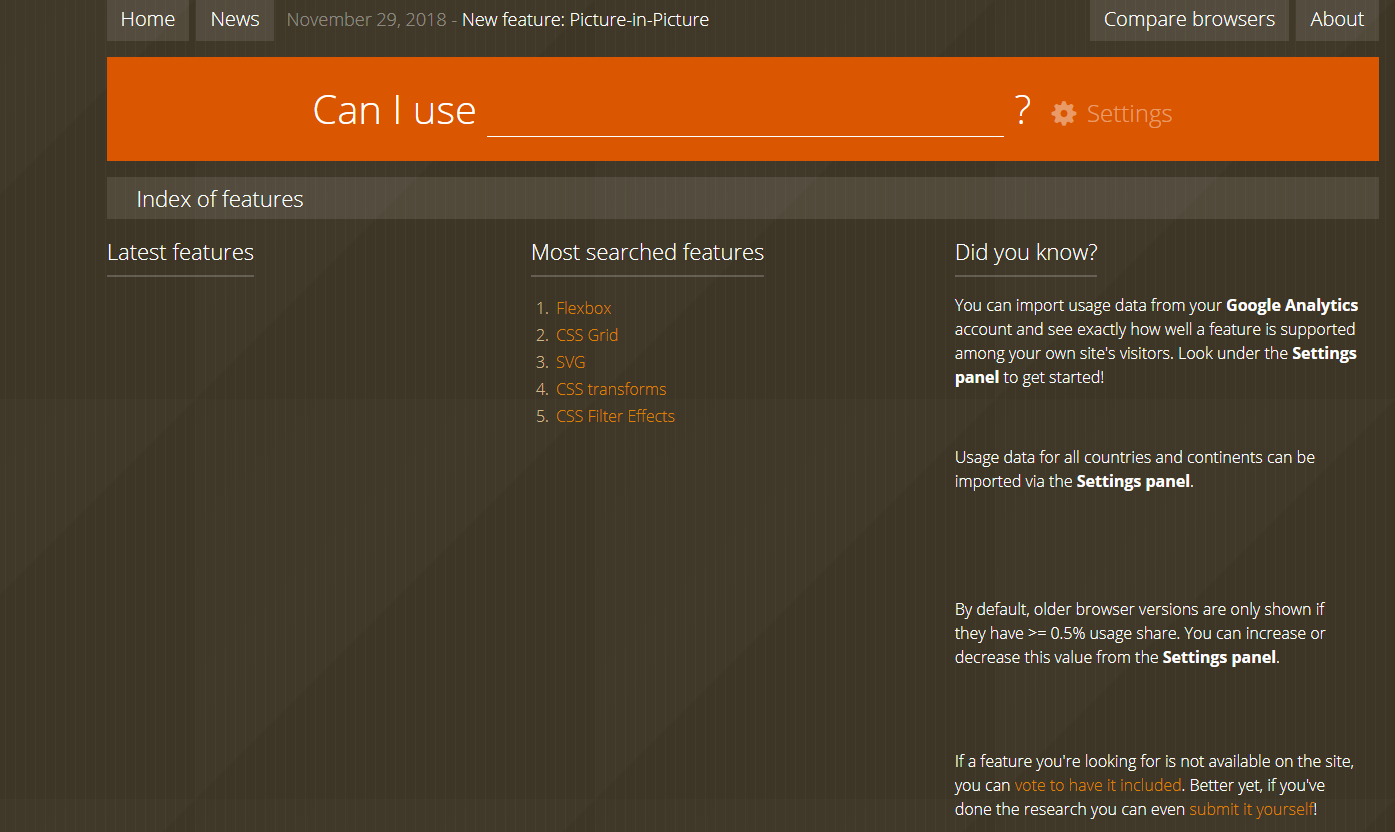 Home News November 29, 2018 - New feature: Picture-in-Picture Compare browsers About
Can I use ? Settings
Index of features
Latest features
Most searched features
1. Flexbox
2. CSS Grid
3. SVG
4. CSS transforms
5. CSS Filter Effects
Did you know?
You can import usage data from your Google Analytics
account and see exactly how well a feature is supported
among your own site's visitors. Look under the Settings
panel to get started!
Usage data for all countries and continents can be
imported via the Settings panel.
By default, older browser versions are only shown if
they have >= 0.5% usage share. You can increase or
decrease this value from the Settings panel.
If a feature you're looking for is not available on the site,
you can vote to have it included. Better yet, if you've
done the research you can even submit it yourself!